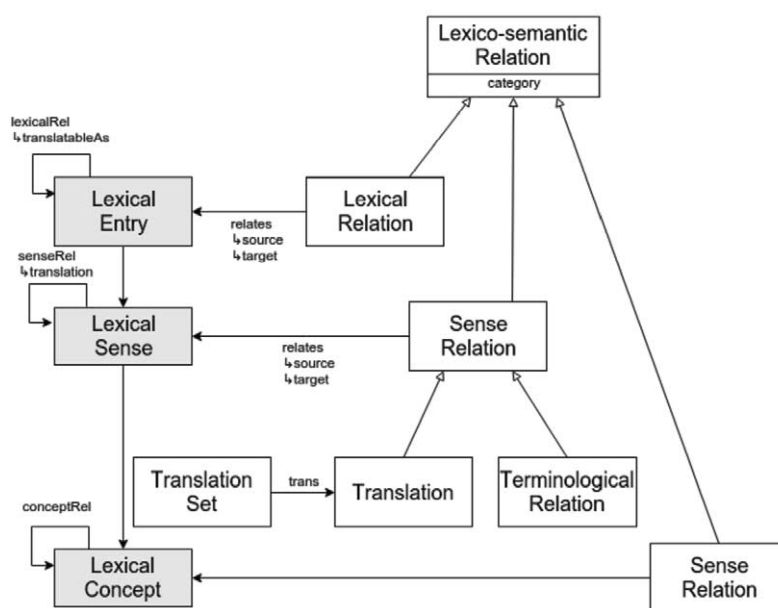 Lexico-semantic
Relation
category
lexicalRel
↳translatableAs
Lexical
Entry
relates
↳source
↳target
Lexical
Relation
senseRel
↳translation
Lexical
Sense
relates
↳source
↳target
Sense
Relation
Translation
Set
trans
Translation
Terminological
Relation
conceptRel
Lexical
Concept
Sense
Relation